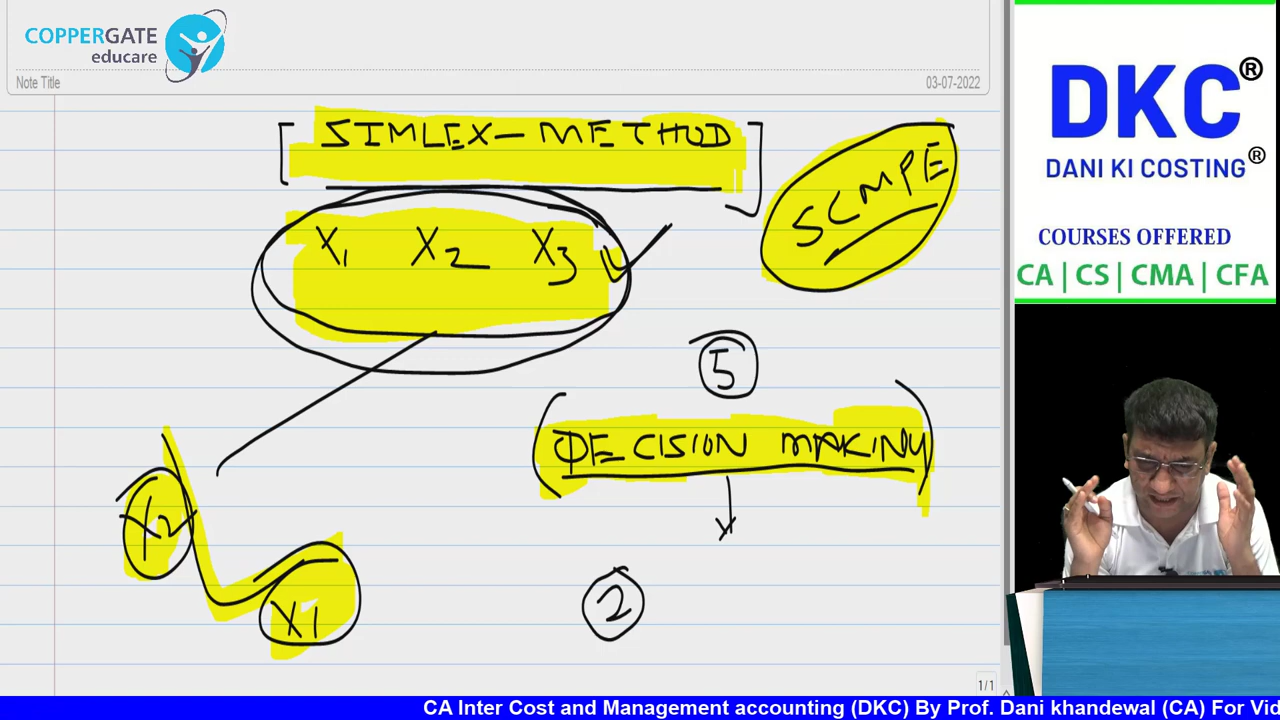 COPPERGATE
educare
Note Title
03-07-2022
[ SIMLEX - METHOD ]
SCMPE
X1 X2 X3
5
(DECISION MAKING)
X2
X1
2
1/1
DKC®
DANI KI COSTING®
COURSES OFFERED
CA | CS | CMA | CFA
CA Inter Cost and Management accounting (DKC) By Prof. Dani khandewal (CA) For Vid